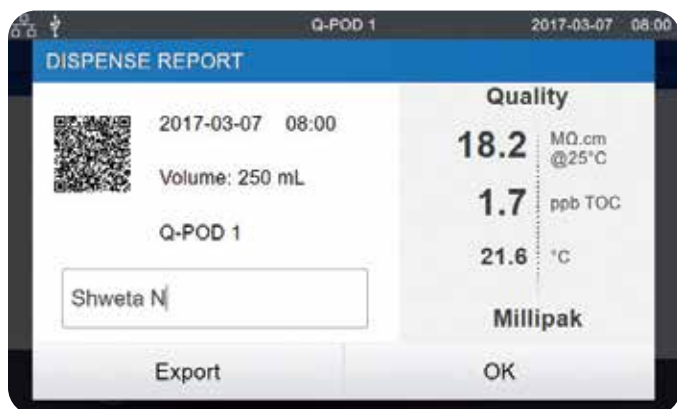 Q-POD 1 2017-03-07 08:00
DISPENSE REPORT
2017-03-07 08:00
Volume: 250 mL
Q-POD 1
Shweta N
Quality
18.2 MΩ.cm @25°C
1.7 ppb TOC
21.6 °C
Millipak
Export OK